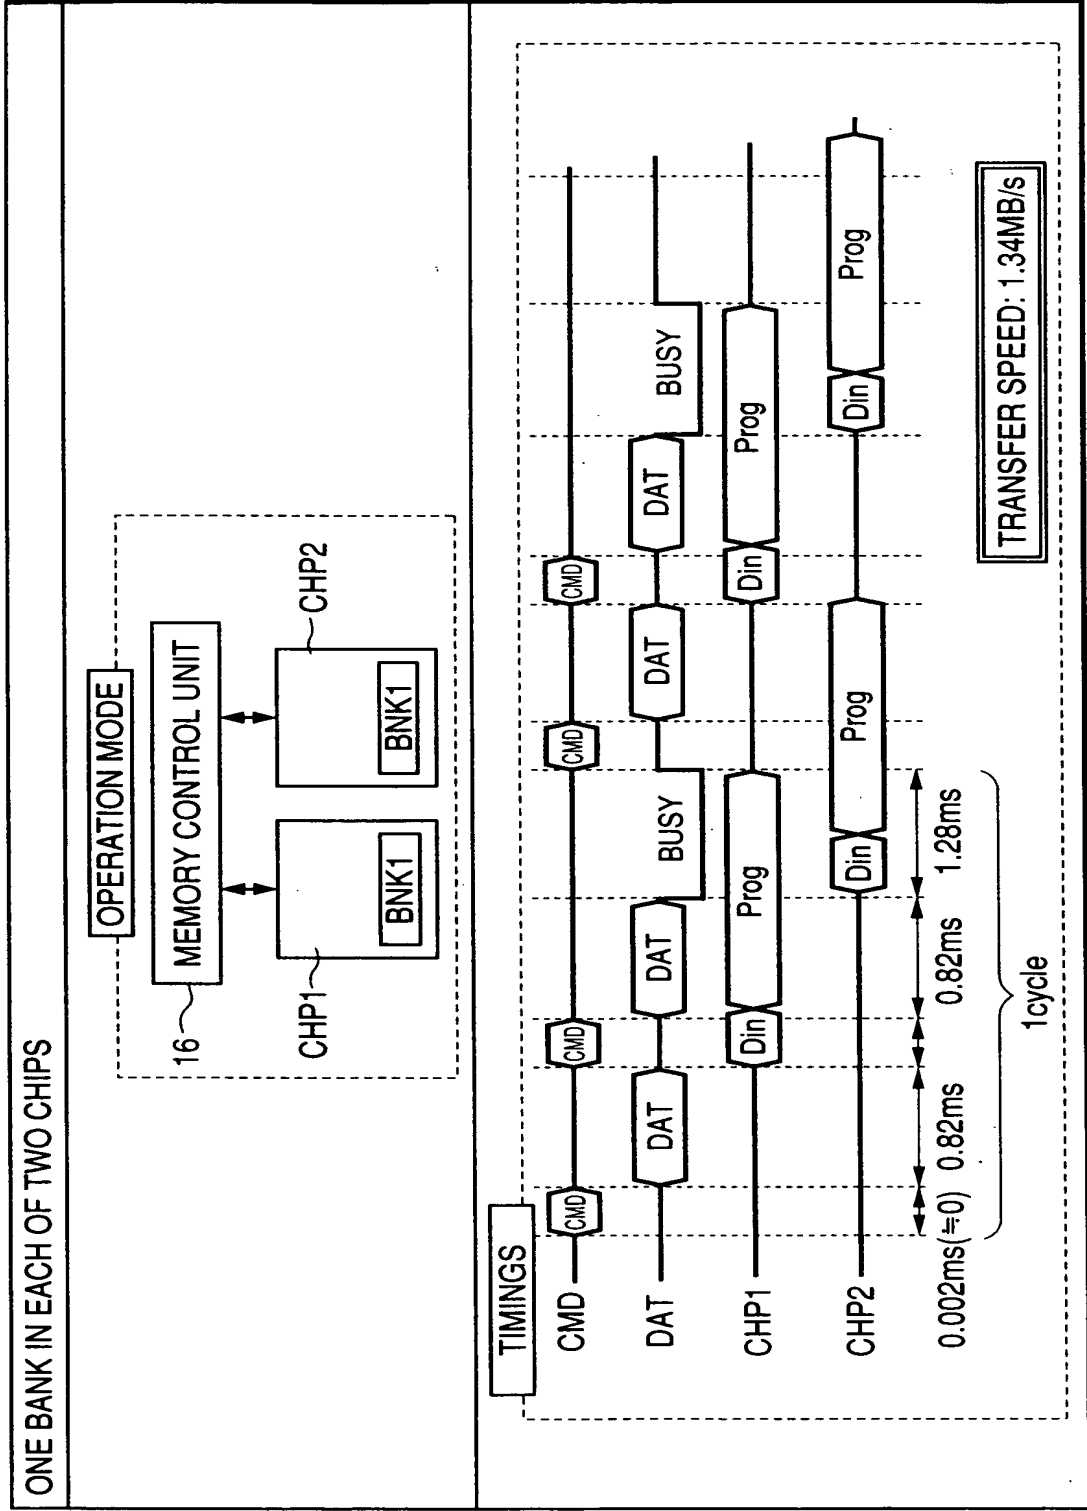 ONE BANK IN EACH OF TWO CHIPS
OPERATION MODE
16
MEMORY CONTROL UNIT
CHP1
CHP2
BNK1
BNK1
TIMINGS
CMD
CMD
CMD
CMD
CMD
DAT
DAT
DAT
BUSY
DAT
DAT
BUSY
CHP1
Din
Prog
Din
Prog
CHP2
Din
Prog
Din
Prog
0.002ms(≒0)
0.82ms
0.82ms
1.28ms
1cycle
TRANSFER SPEED: 1.34MB/s